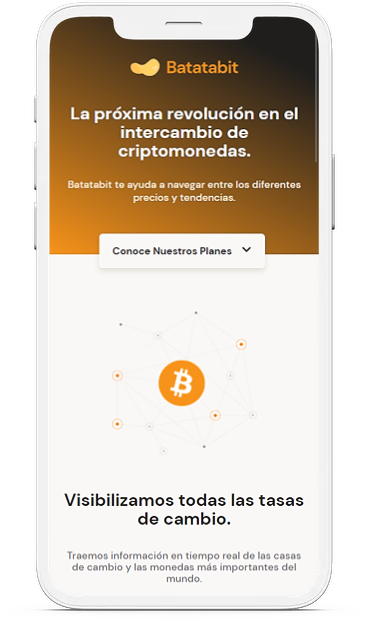 Batatabit
La próxima revolución en el
intercambio de
criptomonedas.
Batatabit te ayuda a navegar entre los diferentes
precios y tendencias.
Conoce Nuestros Planes
Visibilizamos todas las tasas
de cambio.
Traemos información en tiempo real de las casas
de cambio y las monedas más importantes del
mundo.